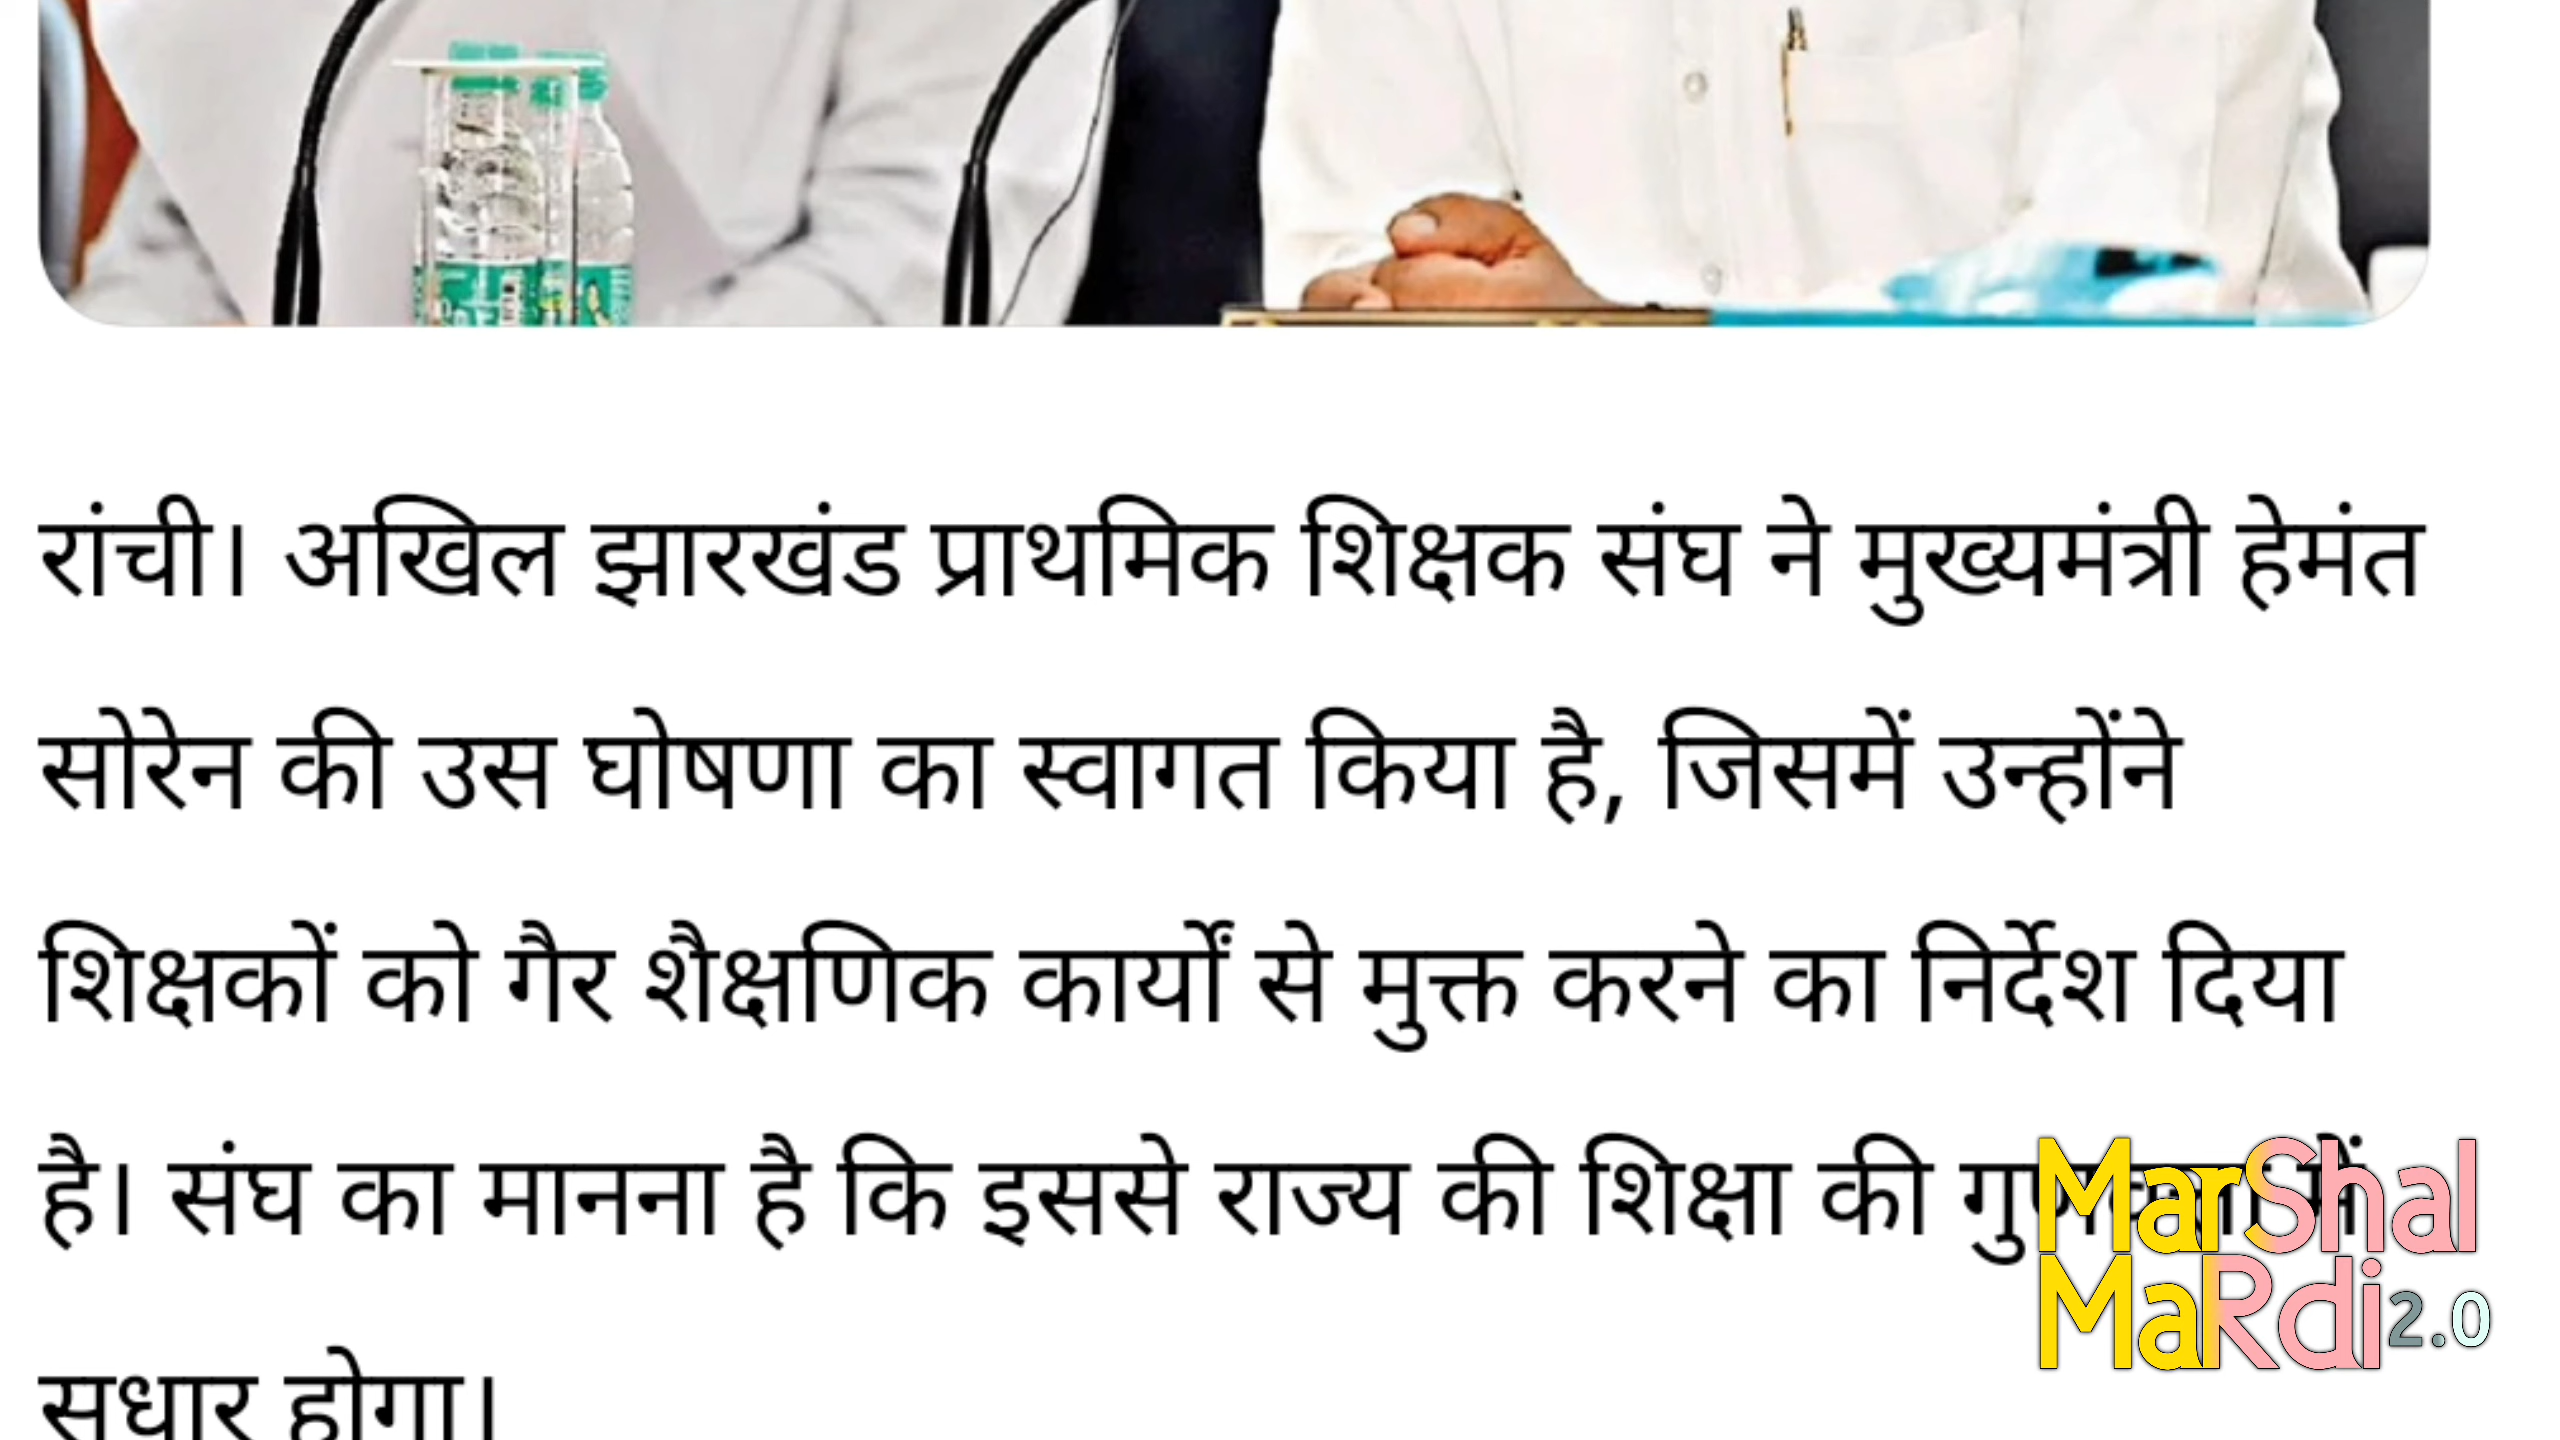 रांची। अखिल झारखंड प्राथमिक शिक्षक संघ ने मुख्यमंत्री हेमंत
सोरेन की उस घोषणा का स्वागत किया है, जिसमें उन्होंने
शिक्षकों को गैर शैक्षणिक कार्यों से मुक्त करने का निर्देश दिया
है। संघ का मानना है कि इससे राज्य की शिक्षा की गुणवत्ता में
सुधार होगा।
MarShal
MaRdi 2.0